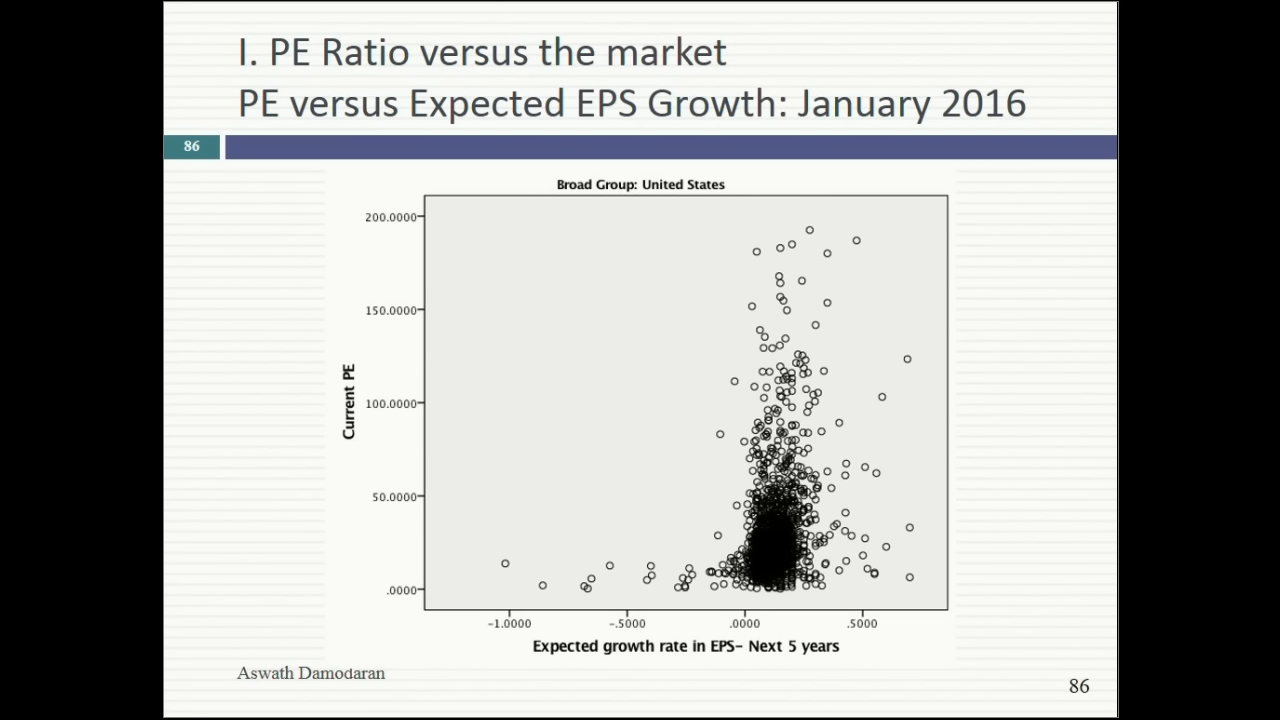 I. PE Ratio versus the market
PE versus Expected EPS Growth: January 2016
86
Broad Group: United States
200.0000
150.0000
100.0000
50.0000
.0000
Current PE
-1.0000 -.5000 .0000 .5000
Expected growth rate in EPS- Next 5 years
Aswath Damodaran
86